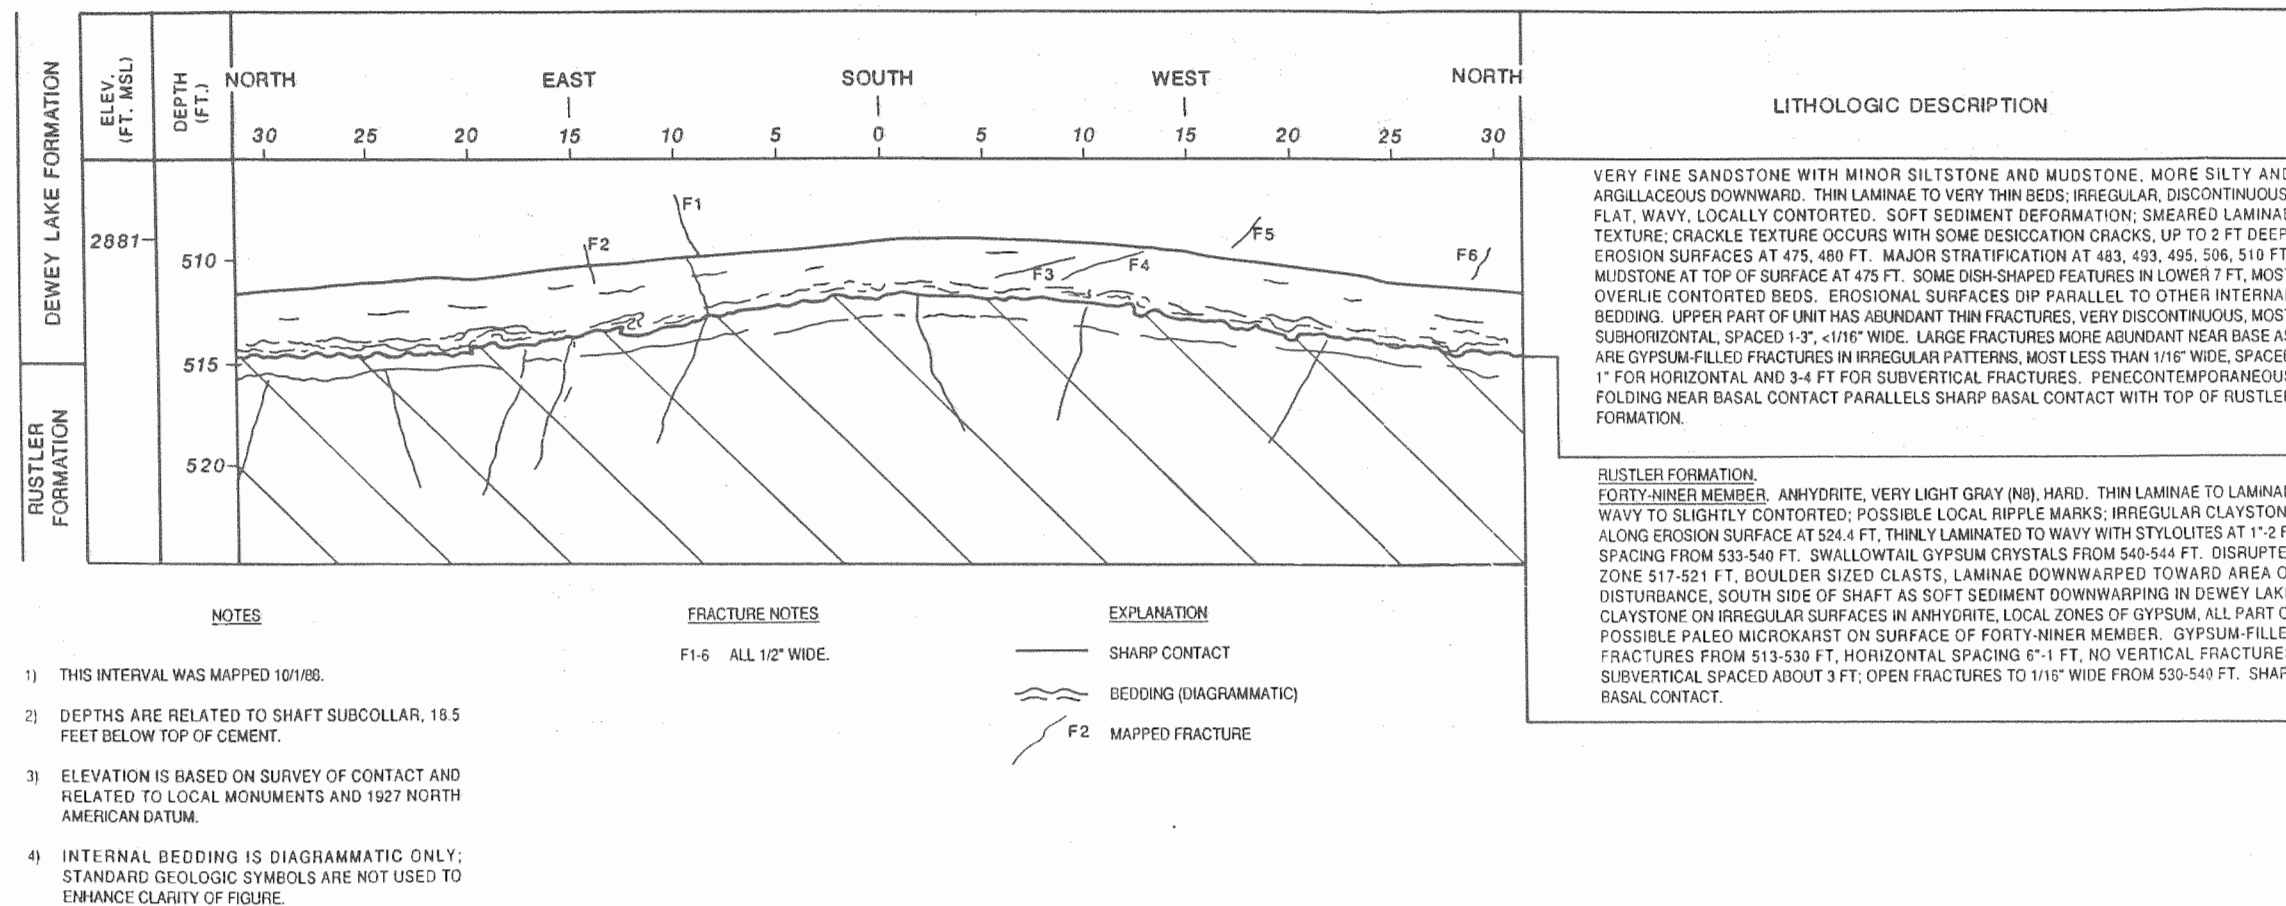 DEWEY LAKE FORMATION
RUSTLER
FORMATION
ELEV.
(FT. MSL)
DEPTH
(FT.)
NORTH EAST SOUTH WEST NORTH
30 25 20 15 10 5 0 5 10 15 20 25 30
LITHOLOGIC DESCRIPTION
2881
510
515
520
F1
F2
F3
F4
F5
F6
VERY FINE SANDSTONE WITH MINOR SILTSTONE AND MUDSTONE, MORE SILTY AND
ARGILLACEOUS DOWNWARD. THIN LAMINAE TO VERY THIN BEDS; IRREGULAR, DISCONTINUOUS,
FLAT, WAVY, LOCALLY CONTORTED. SOFT SEDIMENT DEFORMATION; SMEARED LAMINAE
TEXTURE; CRACKLE TEXTURE OCCURS WITH SOME DESICCATION CRACKS, UP TO 2 FT DEEP.
EROSION SURFACES AT 475, 480 FT. MAJOR STRATIFICATION AT 483, 493, 495, 506, 510 FT.
MUDSTONE AT TOP OF SURFACE AT 475 FT. SOME DISH-SHAPED FEATURES IN LOWER 7 FT, MOST
OVERLIE CONTORTED BEDS. EROSIONAL SURFACES DIP PARALLEL TO OTHER INTERNAL
BEDDING. UPPER PART OF UNIT HAS ABUNDANT THIN FRACTURES, VERY DISCONTINUOUS, MOST
SUBHORIZONTAL, SPACED 1-3", <1/16" WIDE. LARGE FRACTURES MORE ABUNDANT NEAR BASE AS
ARE GYPSUM-FILLED FRACTURES IN IRREGULAR PATTERNS, MOST LESS THAN 1/16" WIDE, SPACED
1" FOR HORIZONTAL AND 3-4 FT FOR SUBVERTICAL FRACTURES. PENECONTEMPORANEOUS
FOLDING NEAR BASAL CONTACT PARALLELS SHARP BASAL CONTACT WITH TOP OF RUSTLER
FORMATION.
RUSTLER FORMATION.
FORTY-NINER MEMBER. ANHYDRITE, VERY LIGHT GRAY (N8), HARD. THIN LAMINAE TO LAMINAE
WAVY TO SLIGHTLY CONTORTED; POSSIBLE LOCAL RIPPLE MARKS; IRREGULAR CLAYSTON
ALONG EROSION SURFACE AT 524.4 FT, THINLY LAMINATED TO WAVY WITH STYLOLITES AT 1"-2 F
SPACING FROM 533-540 FT. SWALLOWTAIL GYPSUM CRYSTALS FROM 540-544 FT. DISRUPTE
ZONE 517-521 FT, BOULDER SIZED CLASTS, LAMINAE DOWNWARPED TOWARD AREA O
DISTURBANCE, SOUTH SIDE OF SHAFT AS SOFT SEDIMENT DOWNWARPING IN DEWEY LAKE
CLAYSTONE ON IRREGULAR SURFACES IN ANHYDRITE, LOCAL ZONES OF GYPSUM, ALL PART O
POSSIBLE PALEO MICROKARST ON SURFACE OF FORTY-NINER MEMBER. GYPSUM-FILLE
FRACTURES FROM 513-530 FT, HORIZONTAL SPACING 6"-1 FT, NO VERTICAL FRACTURES
SUBVERTICAL SPACED ABOUT 3 FT; OPEN FRACTURES TO 1/16" WIDE FROM 530-540 FT. SHAR
BASAL CONTACT.
NOTES
1) THIS INTERVAL WAS MAPPED 10/1/88.
2) DEPTHS ARE RELATED TO SHAFT SUBCOLLAR, 18.5
FEET BELOW TOP OF CEMENT.
3) ELEVATION IS BASED ON SURVEY OF CONTACT AND
RELATED TO LOCAL MONUMENTS AND 1927 NORTH
AMERICAN DATUM.
4) INTERNAL BEDDING IS DIAGRAMMATIC ONLY;
STANDARD GEOLOGIC SYMBOLS ARE NOT USED TO
ENHANCE CLARITY OF FIGURE.
FRACTURE NOTES
F1-6 ALL 1/2" WIDE.
EXPLANATION
SHARP CONTACT
BEDDING (DIAGRAMMATIC)
F2 MAPPED FRACTURE